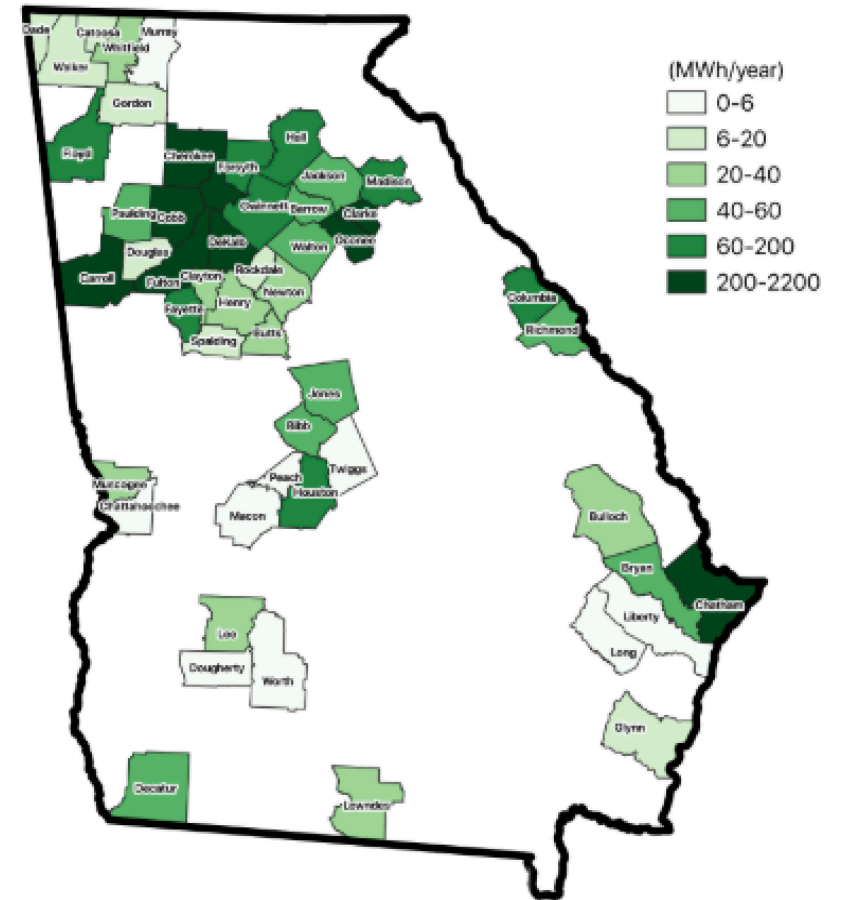 Dade
Catoosa
Murray
Whitfield
Walker
Gordon
Floyd
Cherokee
Hall
Forsyth
Jackson
Madison
Paulding
Cobb
Gwinnett
Barrow
Clarke
Oconee
DeKalb
Walton
Douglas
Rockdale
Carroll
Fulton
Clayton
Newton
Henry
Fayette
Butts
Spalding
Columbia
Richmond
Jones
Bibb
Twiggs
Peach
Houston
Macon
Muscogee
Chattahoochee
Bulloch
Bryan
Chatham
Liberty
Long
Lee
Dougherty
Worth
Glynn
Decatur
Lowndes
(MWh/year)
0-6
6-20
20-40
40-60
60-200
200-2200